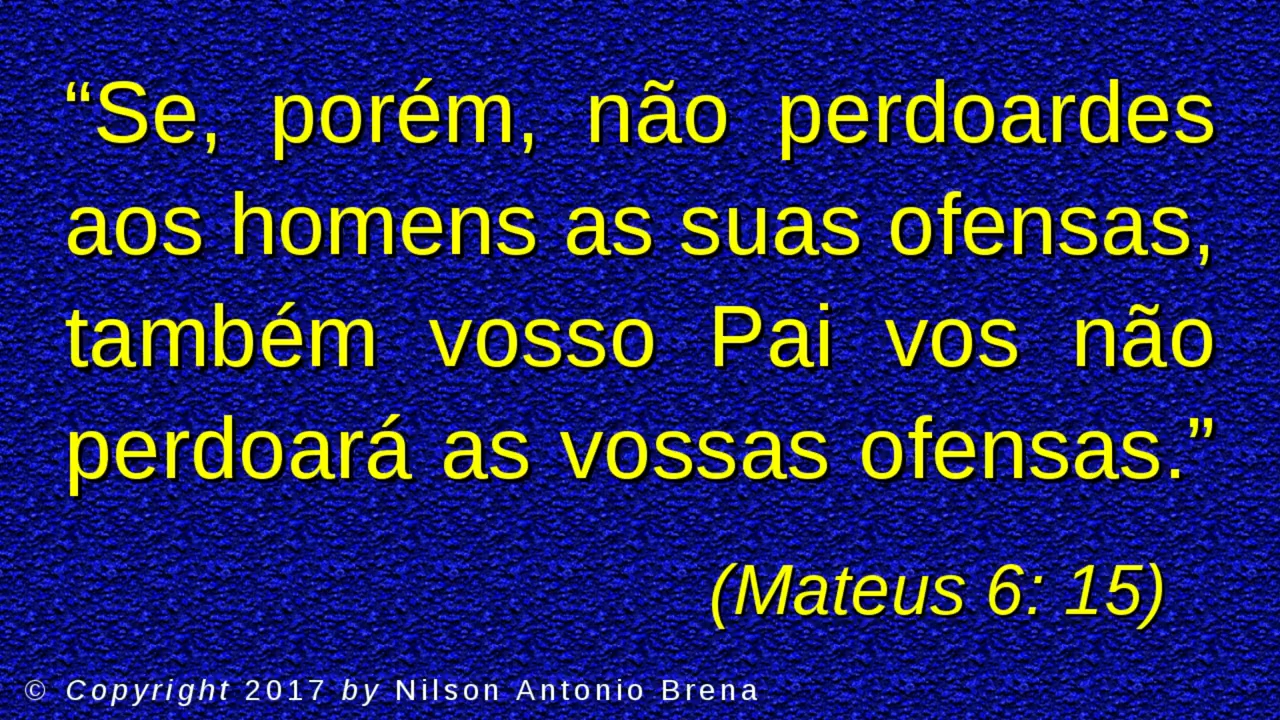 “Se, porém, não perdoardes
aos homens as suas ofensas,
também vosso Pai vos não
perdoará as vossas ofensas.”
(Mateus 6: 15)
© Copyright 2017 by Nilson Antonio Brena